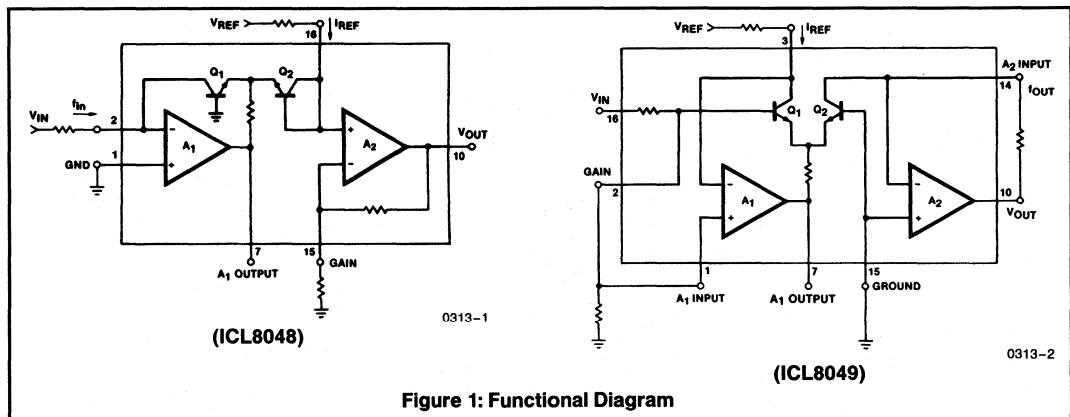 VREF IREF
16
Q1 Q2
fin
VIN
2
A1
A2
VOUT
10
GND
1
7
15
GAIN
A1 OUTPUT
0313–1
(ICL8048)
VREF IREF
3
A2 INPUT
14
fOUT
VIN
16
Q1 Q2
GAIN
2
A1
A2
10
VOUT
1
7
15
GROUND
A1 INPUT
A1 OUTPUT
0313–2
(ICL8049)
Figure 1: Functional Diagram